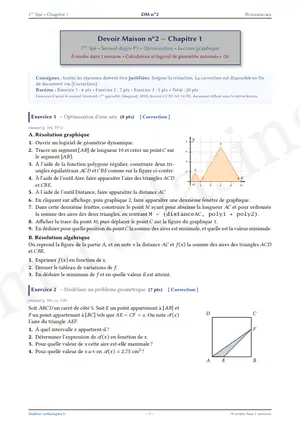 1ʳᵉ Spé • Chapitre 1
DM n°2
Devoir Maison n°2 — Chapitre 1
1ʳᵉ Spé • Second degré P1 • Optimisation • Lecture graphique
À rendre dans 2 semaines • Calculatrice et logiciel de géométrie autorisés • /20
Consignes : toutes les réponses doivent être justifiées. Soigner la rédaction. La correction est disponible en fin de document via [Correction].
Barème : Exercice 1 : 8 pts • Exercice 2 : 7 pts • Exercice 3 : 5 pts • Total : 20 pts
Exercice 1 – Optimisation d'une aire (8 pts) [ Correction ]
A. Résolution graphique
1. Ouvrir un logiciel de géométrie dynamique.
2. Tracer un segment [AB] de longueur 10 et créer un point C sur
le segment [AB].
3. À l'aide de la fonction polygone régulier, construire deux tri-
angles équilatéraux ACD et CBE comme sur la figure ci-contre.
4. À l'aide de l'outil Aire, faire apparaître l'aire des triangles ACD
et CBE.
5. À l'aide de l'outil Distance, faire apparaître la distance AC.
6. En cliquant sur affichage, puis graphique 2, faire apparaître une deuxième fenêtre de graphique.
7. Dans cette deuxième fenêtre, construire le point M ayant pour abscisse la longueur AC et pour ordonnée
la somme des aires des deux triangles, en rentrant M = (distanceAC, poly1 + poly2).
8. Afficher la trace du point M, puis déplacer le point C sur la figure du graphique 1.
9. En déduire pour quelle position du point C la somme des aires est minimale, et quelle est la valeur minimale.
B. Résolution algébrique
On reprend la figure de la partie A, et on note x la distance AC et f(x) la somme des aires des triangles ACD
et CBE.
1. Exprimer f(x) en fonction de x.
2. Dresser le tableau de variations de f.
3. En déduire le minimum de f et en quelle valeur il est atteint.
Exercice 2 – Modéliser un problème géométrique (7 pts) [ Correction ]
Soit ABCD un carré de côté 5. Soit E un point appartenant à [AB] et
F un point appartenant à [BC] tels que AE = CF = x. On note 𝒜(x)
l'aire du triangle AEF.
1. À quel intervalle x appartient-il ?
2. Déterminer l'expression de 𝒜(x) en fonction de x.
3. Pour quelle valeur de x cette aire est-elle maximale ?
4. Pour quelle valeur de x a-t-on 𝒜(x) = 2,75 cm² ?
D
C
F
A
E
B
– 1 –
À rendre dans 2 semaines